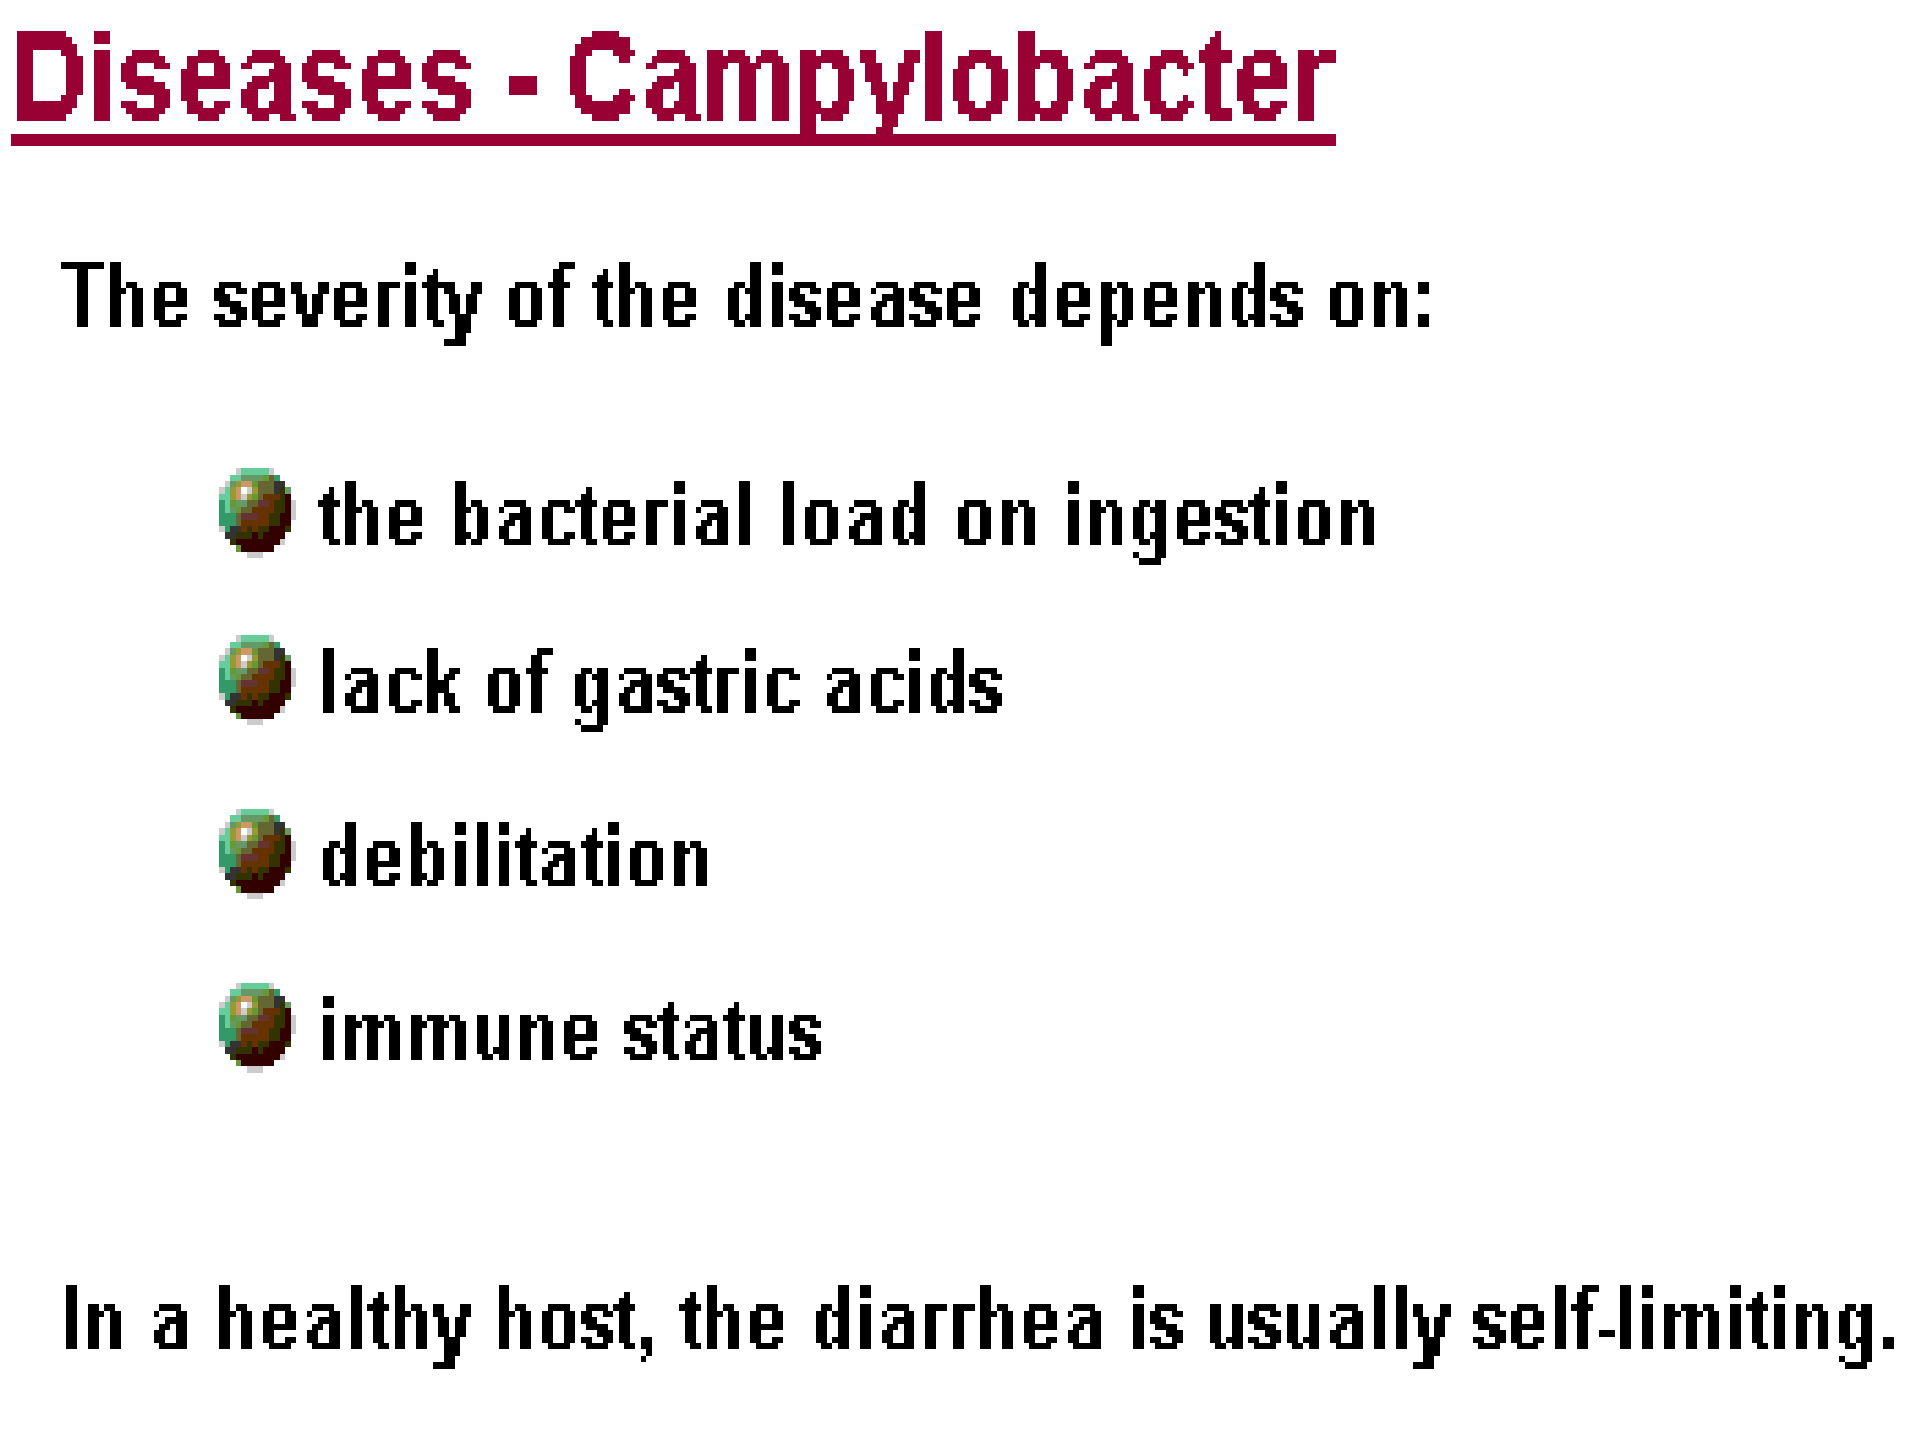 Diseases - Campylobacter
The severity of the disease depends on:
the bacterial load on ingestion
lack of gastric acids
debilitation
immune status
In a healthy host, the diarrhea is usually self-limiting.